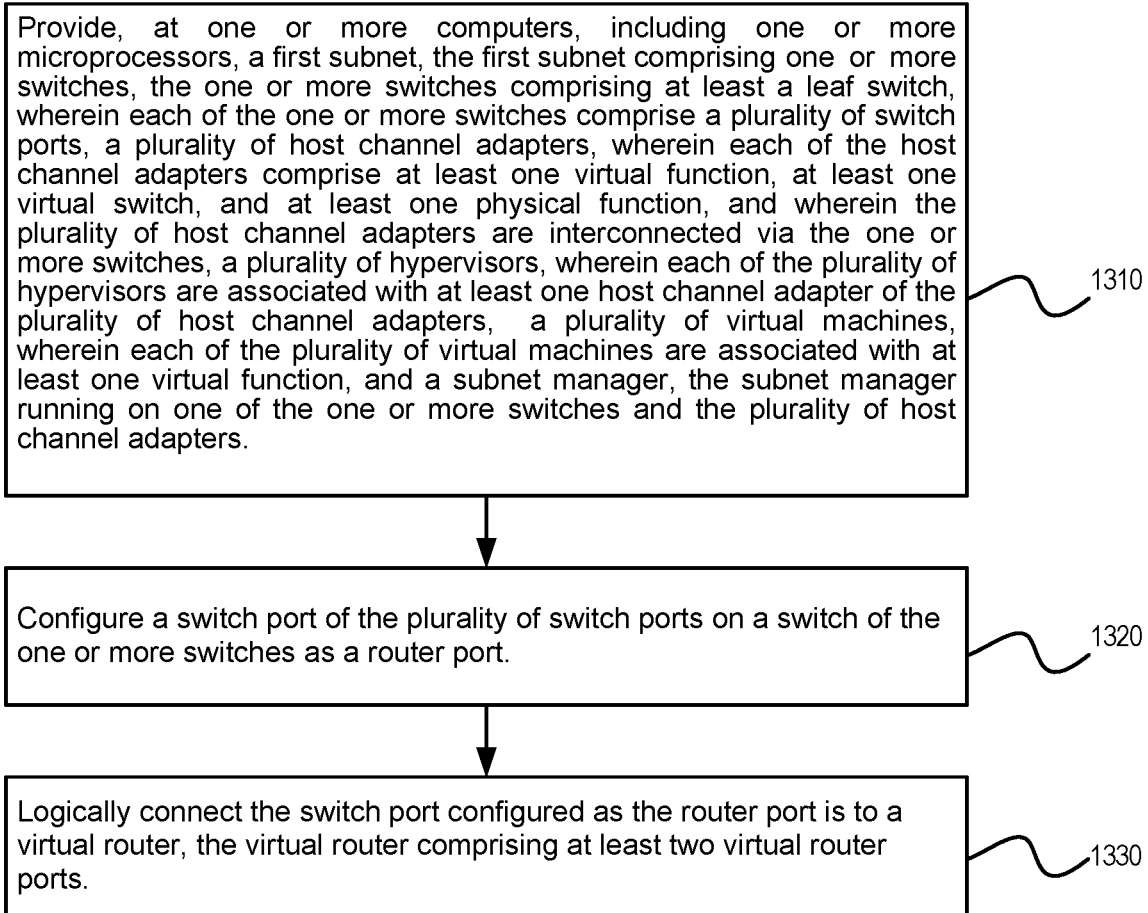 Provide, at one or more computers, including one or more
microprocessors, a first subnet, the first subnet comprising one or more
switches, the one or more switches comprising at least a leaf switch,
wherein each of the one or more switches comprise a plurality of switch
ports, a plurality of host channel adapters, wherein each of the host
channel adapters comprise at least one virtual function, at least one
virtual switch, and at least one physical function, and wherein the
plurality of host channel adapters are interconnected via the one or
more switches, a plurality of hypervisors, wherein each of the plurality of
hypervisors are associated with at least one host channel adapter of the
plurality of host channel adapters, a plurality of virtual machines,
wherein each of the plurality of virtual machines are associated with at
least one virtual function, and a subnet manager, the subnet manager
running on one of the one or more switches and the plurality of host
channel adapters.
1310
Configure a switch port of the plurality of switch ports on a switch of the
one or more switches as a router port.
1320
Logically connect the switch port configured as the router port is to a
virtual router, the virtual router comprising at least two virtual router
ports.
1330